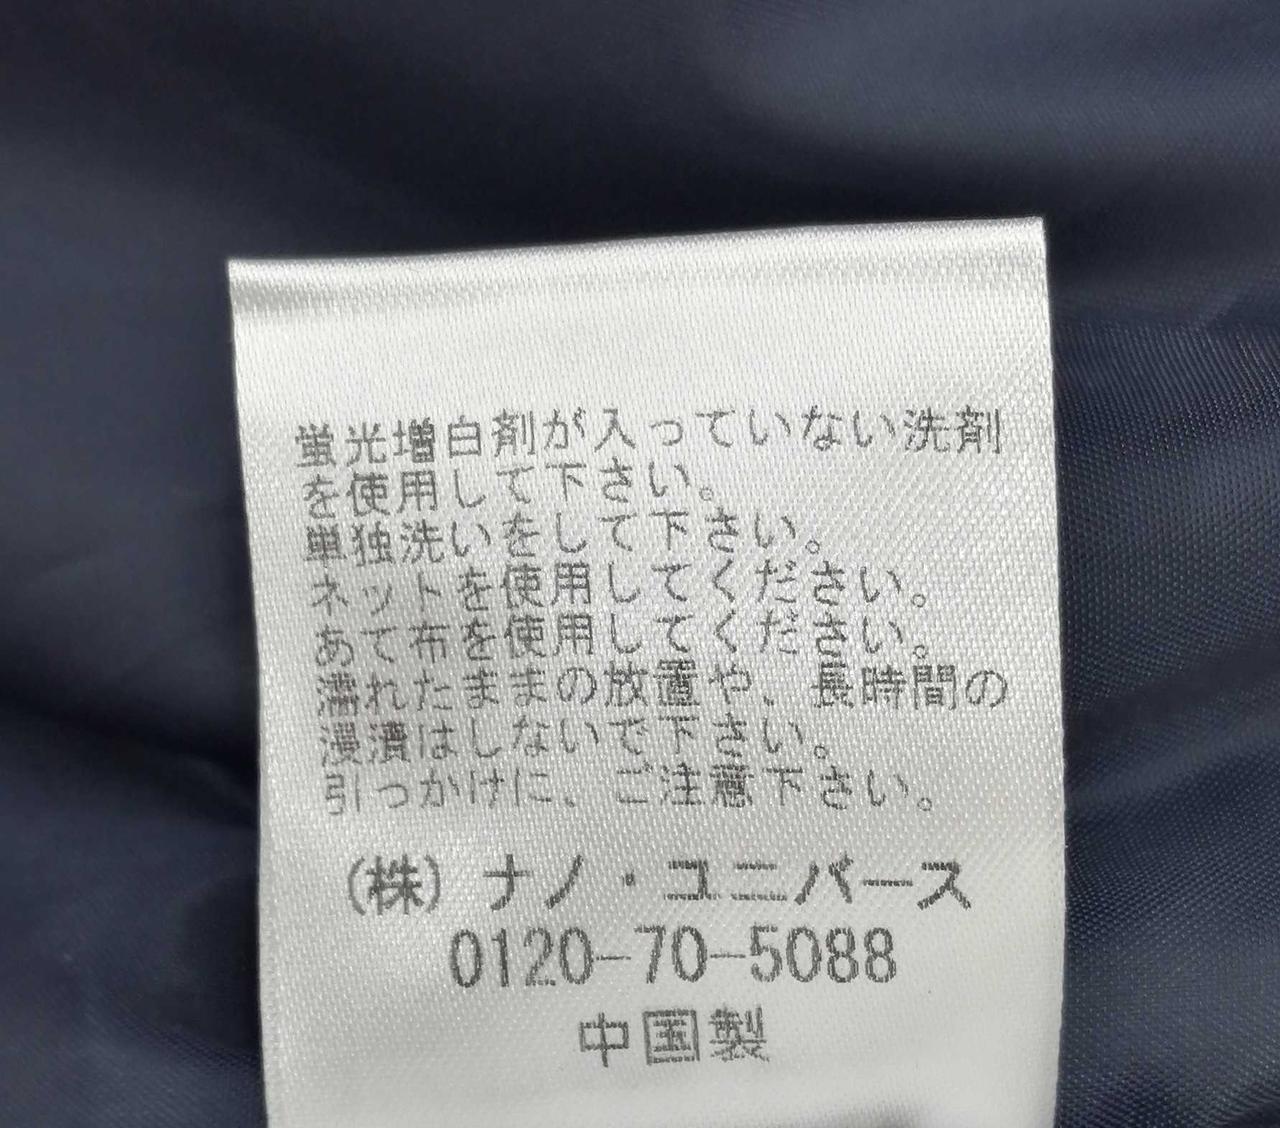 蛍光増白剤が入っていない洗剤
を使用して下さい。
単独洗いをして下さい。
ネットを使用してください。
あて布を使用してください。
濡れたままの放置や、長時間の
浸漬はしないで下さい。
引っかけに、ご注意下さい。
(株) ナノ・ユニバース
0120-70-5088
中国製